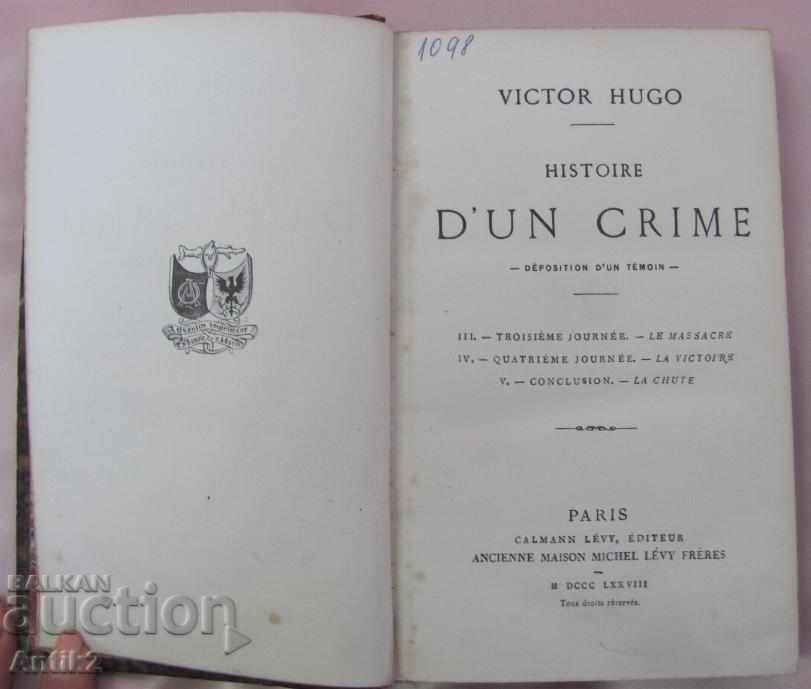 1098
VICTOR HUGO
HISTOIRE
D'UN CRIME
— DÉPOSITION D'UN TÉMOIN —
III. — TROISIÈME JOURNÉE. — LE MASSACRE
IV. — QUATRIÈME JOURNÉE. — LA VICTOIRE
V. — CONCLUSION. — LA CHUTE
PARIS
CALMANN LÉVY, ÉDITEUR
ANCIENNE MAISON MICHEL LÉVY FRÈRES
M DCCC LXXVIII
Tous droits réservés.
BALKAN
auction
Antik2